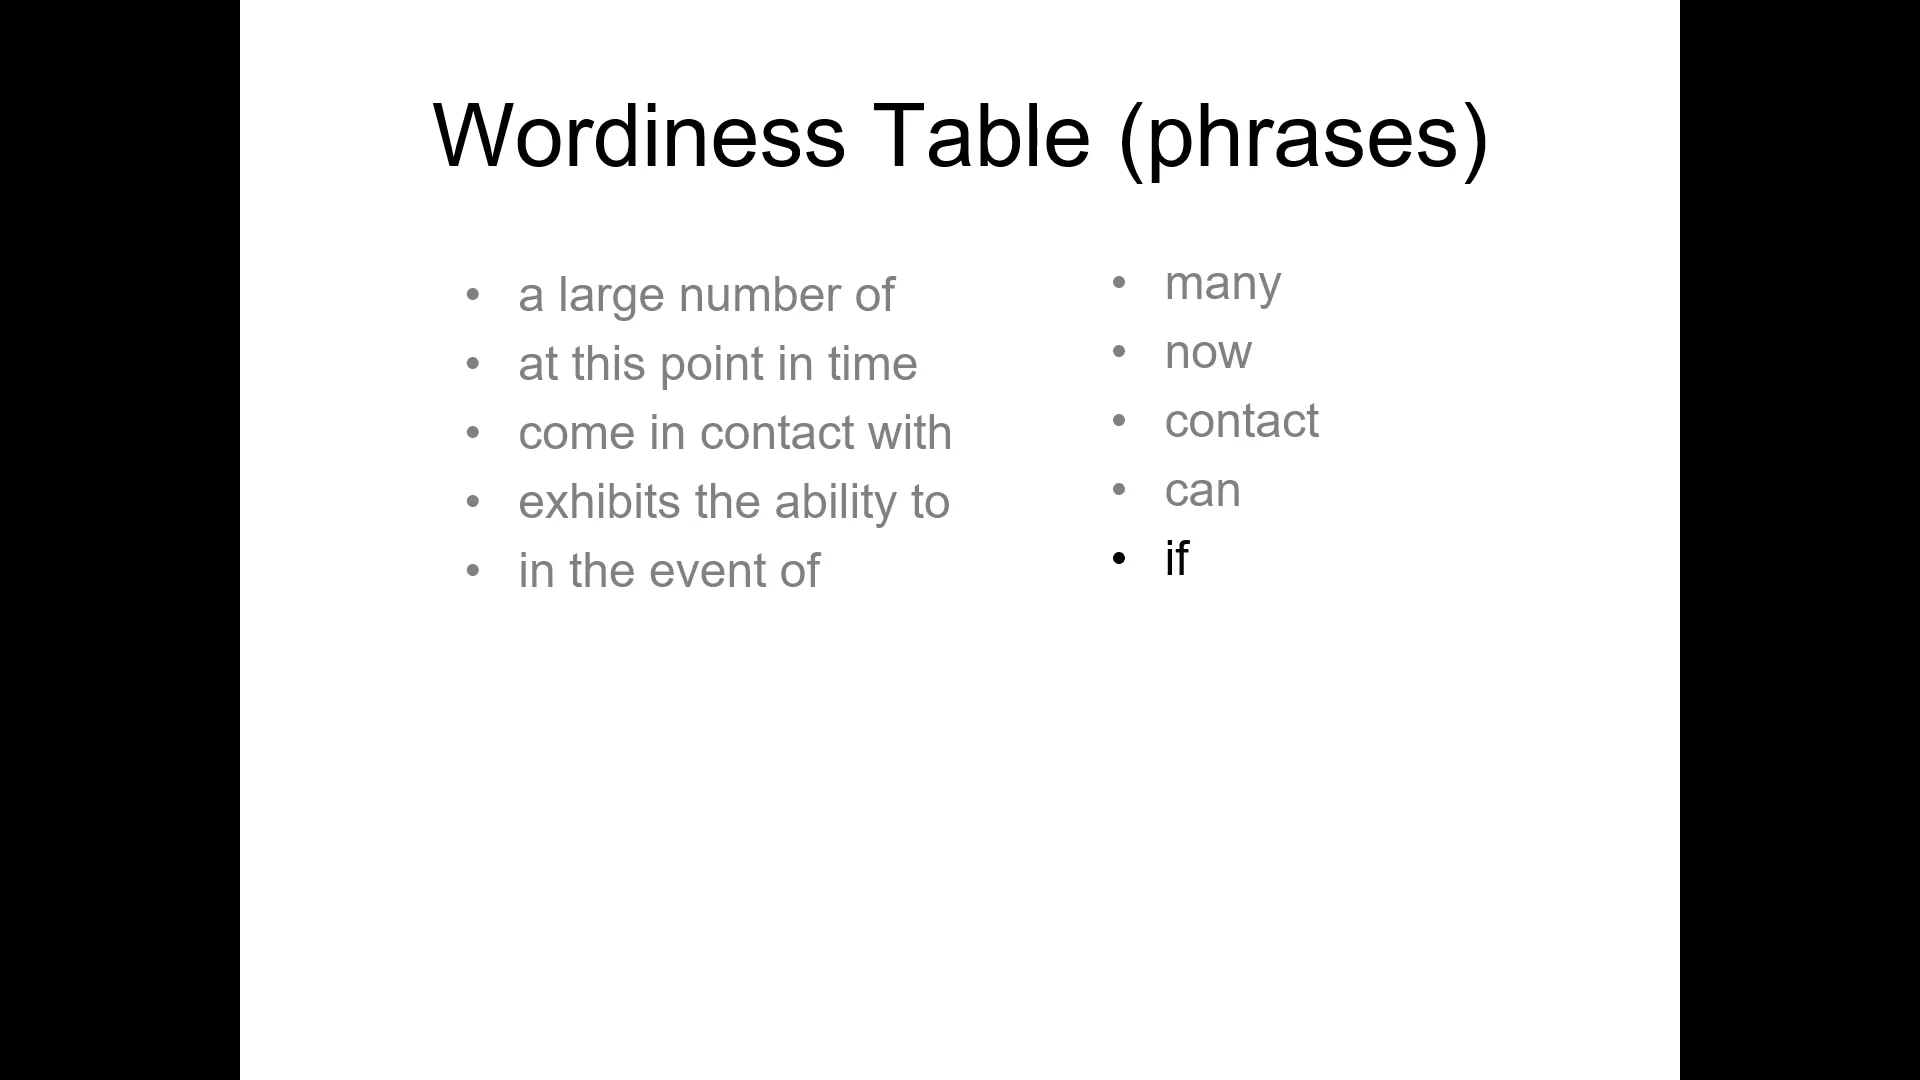 Wordiness Table (phrases)
• a large number of
• at this point in time
• come in contact with
• exhibits the ability to
• in the event of
• many
• now
• contact
• can
• if